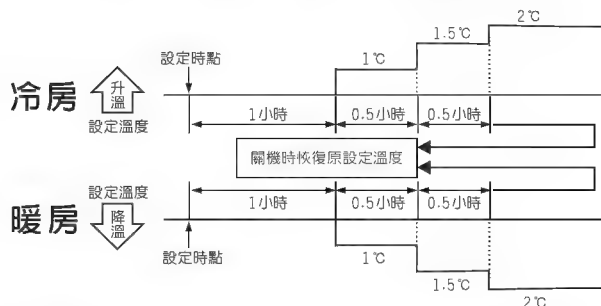 2℃
1.5℃
1℃
設定時點
冷房
升溫
設定溫度
1小時
0.5小時
0.5小時
關機時恢復原設定溫度
設定溫度
1小時
0.5小時
0.5小時
暖房
降溫
設定時點
1℃
1.5℃
2℃